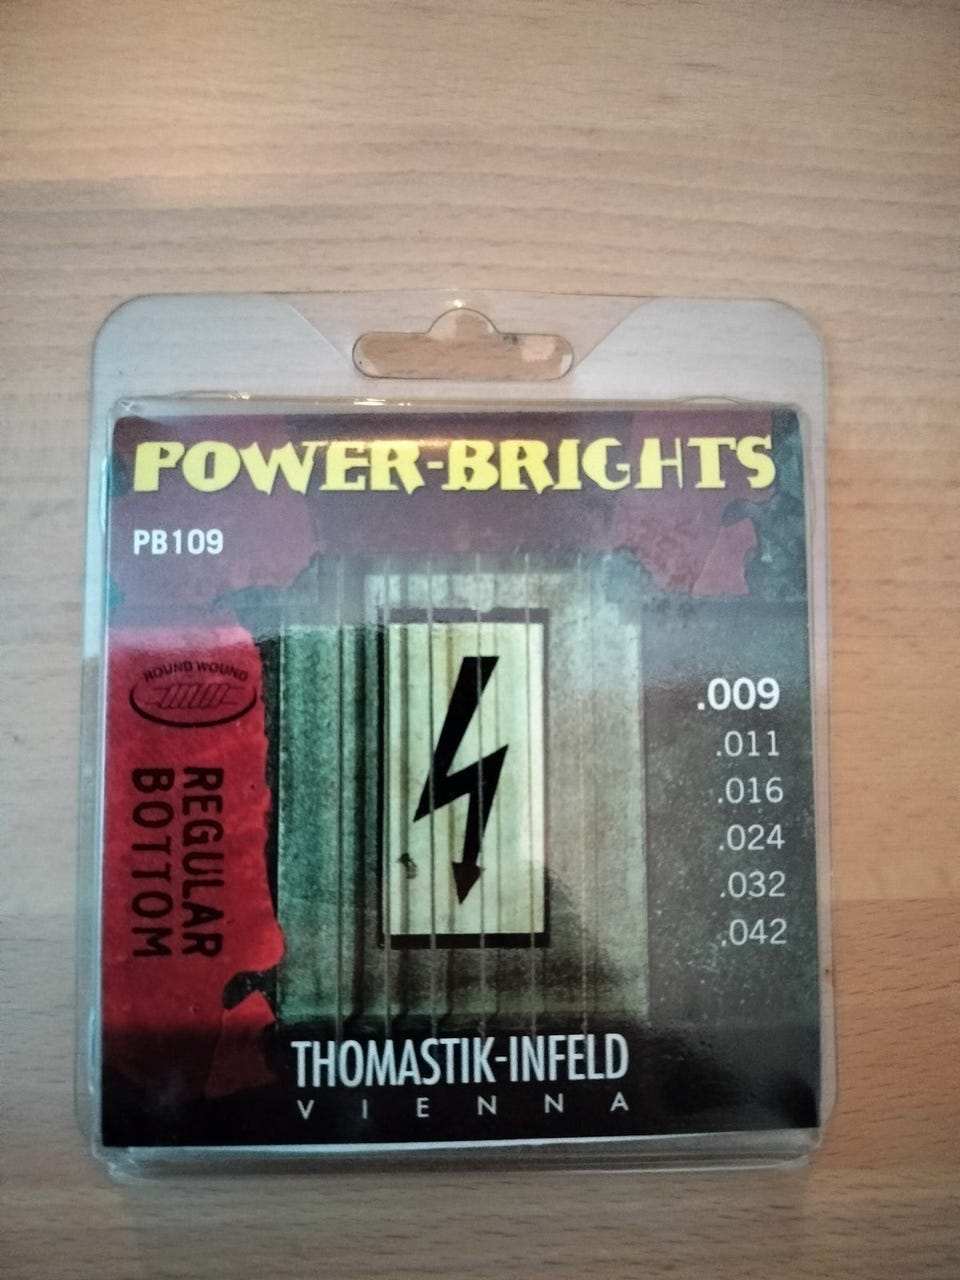 POWER-BRIGHTS
PB109
ROUND WOUND
REGULAR
BOTTOM
.009
.011
.016
.024
.032
.042
THOMASTIK-INFELD
VIENNA